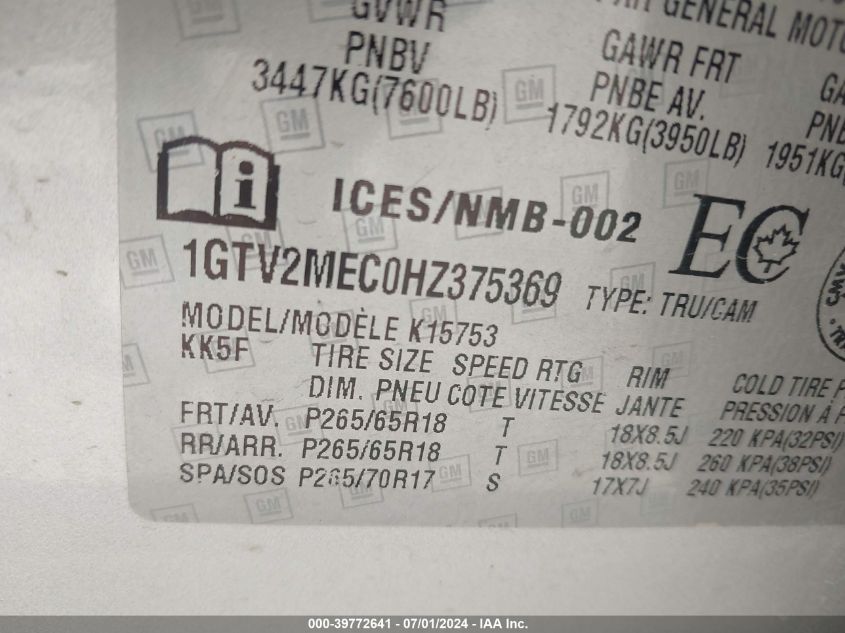 GVWR
PNBV
3447KG(7600LB)
GENERAL
GAWR FRT
PNBE AV.
1792KG(3950LB)
1951KG
ICES/NMB-002
EC
1GTV2MEC0HZ375369 TYPE: TRU/CAM
MODEL/MODÈLE K15753
KK5F TIRE SIZE SPEED RTG RIM COLD TIRE
DIM. PNEU COTE VITESSE JANTE PRESSION À
FRT/AV. P265/65R18 T 18X8.5J 220 KPA(32PSI)
RR/ARR. P265/65R18 T 18X8.5J 260 KPA(38PSI)
SPA/SOS P265/70R17 S 17X7J 240 KPA(35PSI)
GM
000-39772641 - 07/01/2024 - IAA Inc.